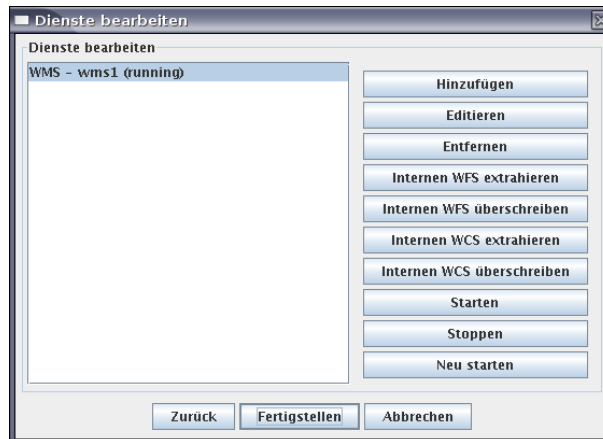 Dienste bearbeiten
Dienste bearbeiten
WMS - wms1 (running)
Hinzufügen
Editieren
Entfernen
Internen WFS extrahieren
Internen WFS überschreiben
Internen WCS extrahieren
Internen WCS überschreiben
Starten
Stoppen
Neu starten
Zurück
Fertigstellen
Abbrechen